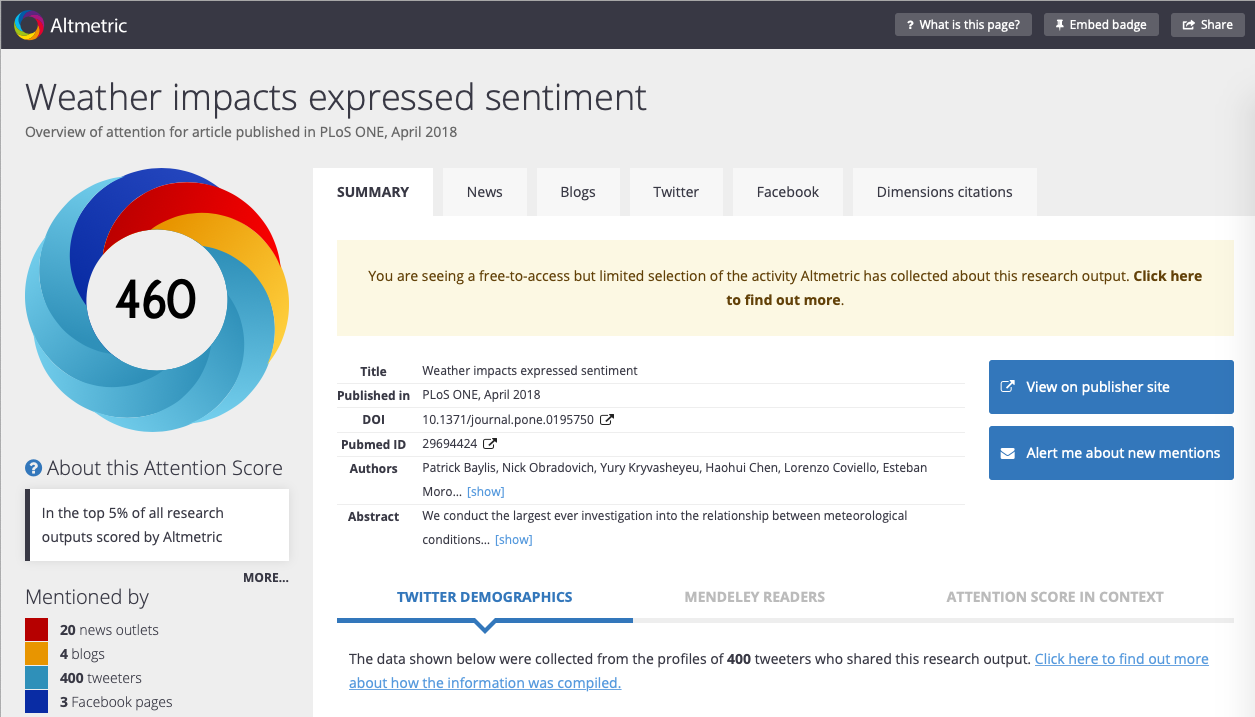 Altmetric
? What is this page?
Embed badge
Share
Weather impacts expressed sentiment
Overview of attention for article published in PLoS ONE, April 2018
460
? About this Attention Score
In the top 5% of all research
outputs scored by Altmetric
MORE...
Mentioned by
20 news outlets
4 blogs
400 tweeters
3 Facebook pages
SUMMARY
News
Blogs
Twitter
Facebook
Dimensions citations
You are seeing a free-to-access but limited selection of the activity Altmetric has collected about this research output. Click here
to find out more.
Title Weather impacts expressed sentiment
Published in PLoS ONE, April 2018
DOI 10.1371/journal.pone.0195750
Pubmed ID 29694424
Authors Patrick Baylis, Nick Obradovich, Yury Kryvasheyeu, Haohui Chen, Lorenzo Coviello, Esteban
Moro... [show]
Abstract We conduct the largest ever investigation into the relationship between meteorological
conditions... [show]
View on publisher site
Alert me about new mentions
TWITTER DEMOGRAPHICS
MENDELEY READERS
ATTENTION SCORE IN CONTEXT
The data shown below were collected from the profiles of 400 tweeters who shared this research output. Click here to find out more
about how the information was compiled.